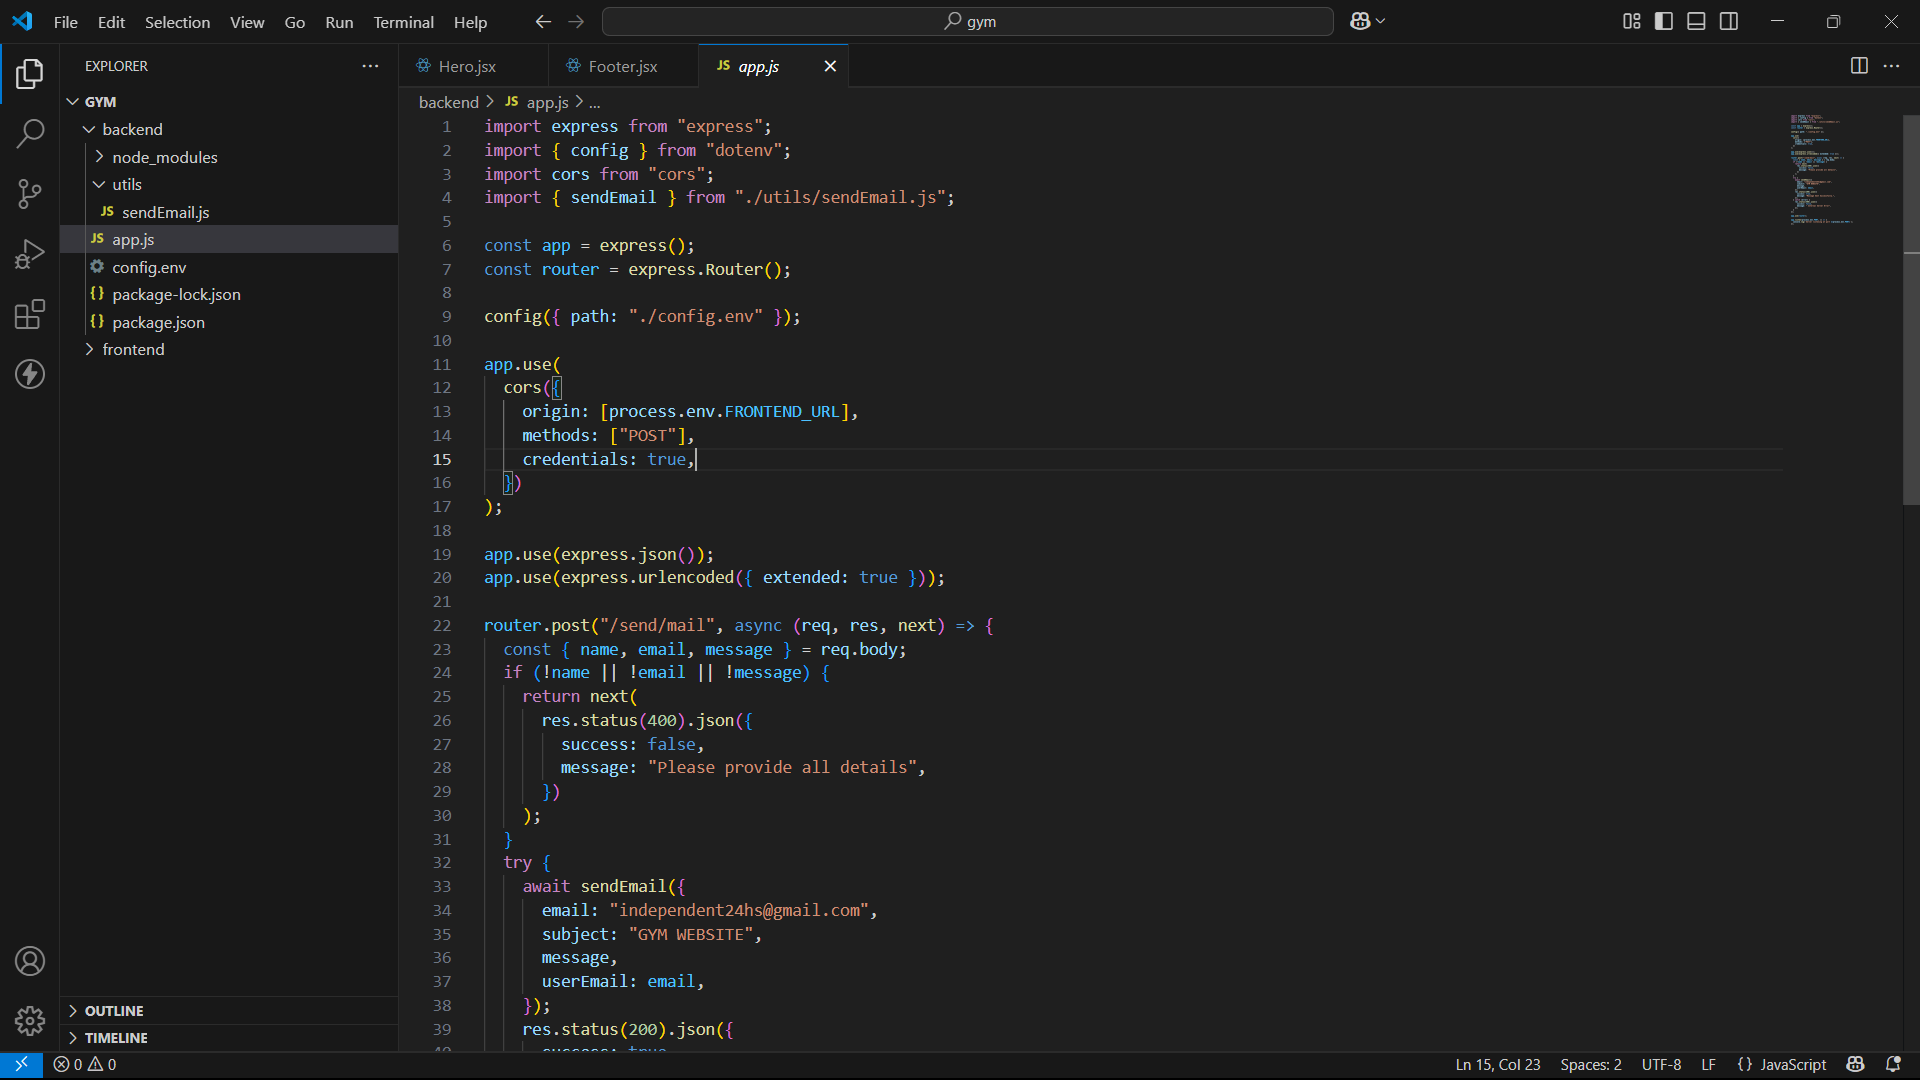 File Edit Selection View Go Run Terminal Help
gym
EXPLORER
GYM
backend
node_modules
utils
JS sendEmail.js
JS app.js
config.env
{} package-lock.json
{} package.json
frontend
OUTLINE
TIMELINE
Hero.jsx
Footer.jsx
JS app.js
backend > JS app.js > ...
1 import express from "express";
2 import { config } from "dotenv";
3 import cors from "cors";
4 import { sendEmail } from "./utils/sendEmail.js";
5
6 const app = express();
7 const router = express.Router();
8
9 config({ path: "./config.env" });
10
11 app.use(
12 cors({
13 origin: [process.env.FRONTEND_URL],
14 methods: ["POST"],
15 credentials: true,
16 })
17 );
18
19 app.use(express.json());
20 app.use(express.urlencoded({ extended: true }));
21
22 router.post("/send/mail", async (req, res, next) => {
23 const { name, email, message } = req.body;
24 if (!name || !email || !message) {
25 return next(
26 res.status(400).json({
27 success: false,
28 message: "Please provide all details",
29 })
30 );
31 }
32 try {
33 await sendEmail({
34 email: "independent24hs@gmail.com",
35 subject: "GYM WEBSITE",
36 message,
37 userEmail: email,
38 });
39 res.status(200).json({
0 0
Ln 15, Col 23 Spaces: 2 UTF-8 LF {} JavaScript